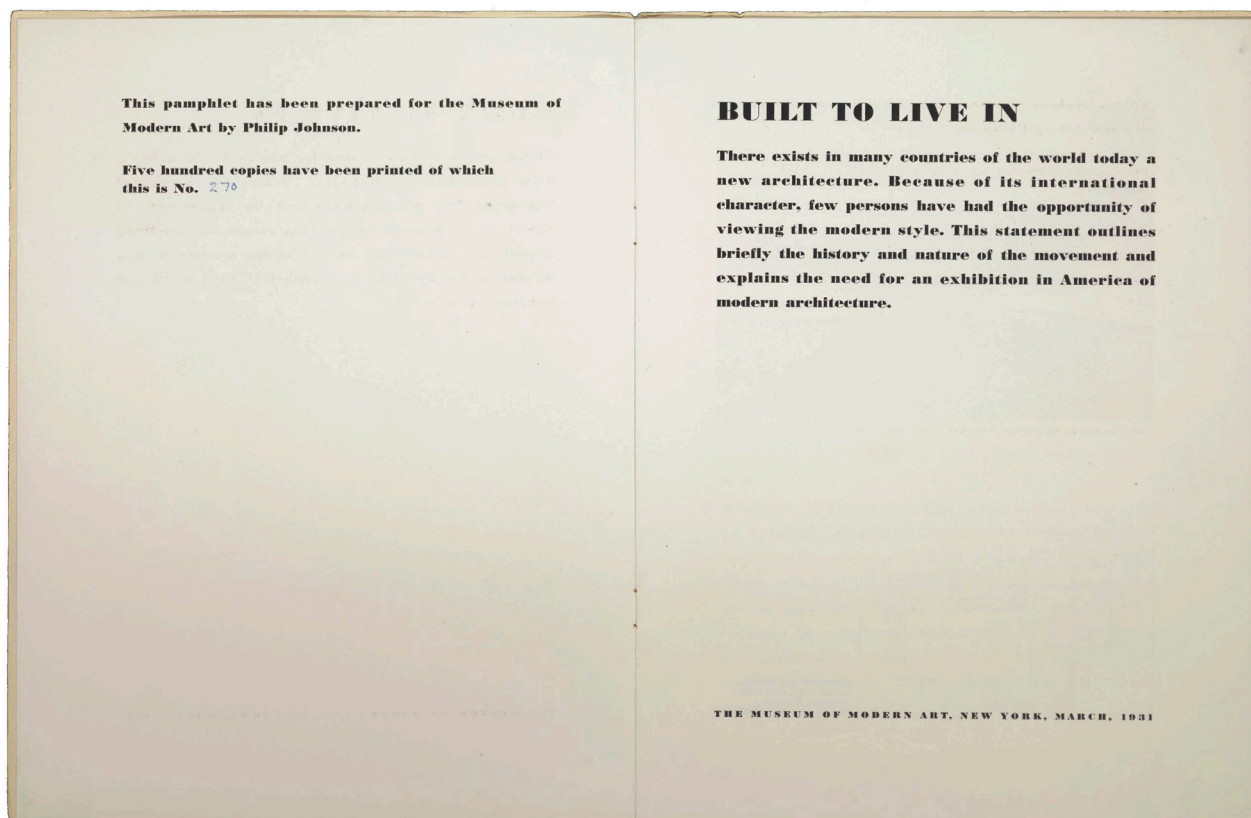 This pamphlet has been prepared for the Museum of
Modern Art by Philip Johnson.
Five hundred copies have been printed of which
this is No. 270
BUILT TO LIVE IN
There exists in many countries of the world today a
new architecture. Because of its international
character, few persons have had the opportunity of
viewing the modern style. This statement outlines
briefly the history and nature of the movement and
explains the need for an exhibition in America of
modern architecture.
THE MUSEUM OF MODERN ART, NEW YORK, MARCH, 1931